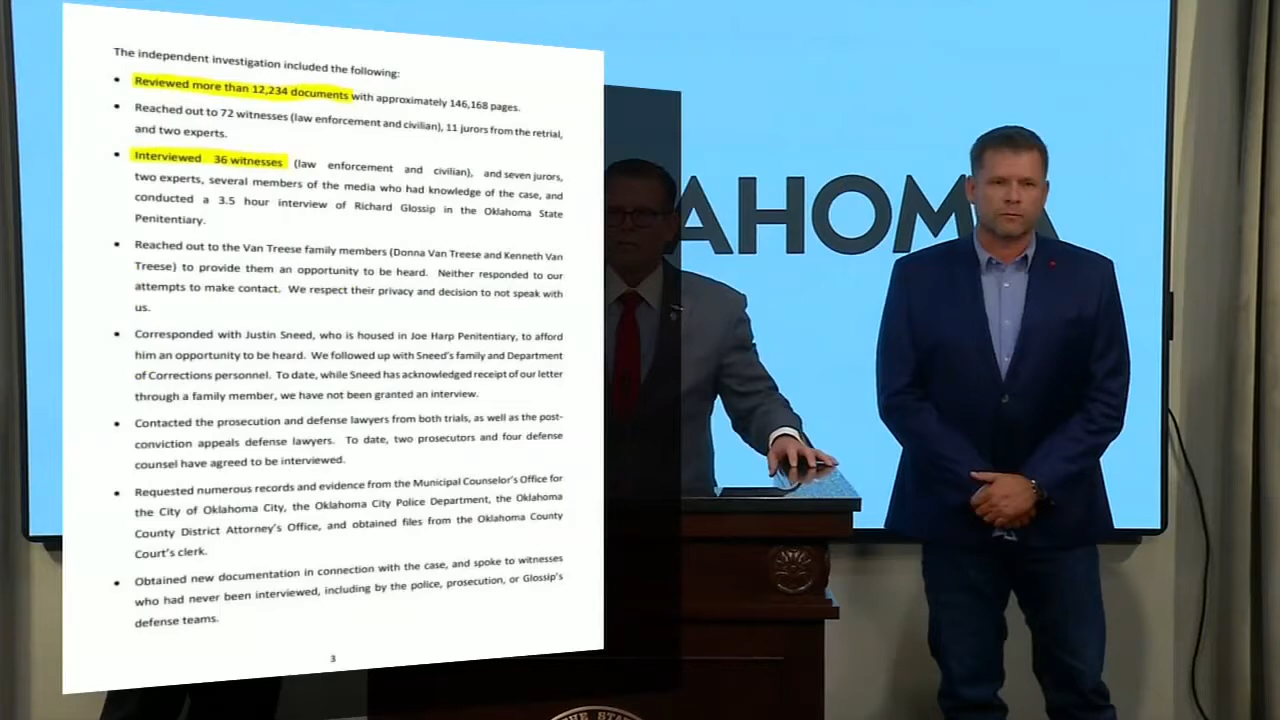 The independent investigation included the following:
• Reviewed more than 12,234 documents with approximately 146,168 pages.
• Reached out to 72 witnesses (law enforcement and civilian), 11 jurors from the retrial,
and two experts.
• Interviewed 36 witnesses (law enforcement and civilian), and seven jurors,
two experts, several members of the media who had knowledge of the case, and
conducted a 3.5 hour interview of Richard Glossip in the Oklahoma State
Penitentiary.
• Reached out to the Van Treese family members (Donna Van Treese and Kenneth Van
Treese) to provide them an opportunity to be heard. Neither responded to our
attempts to make contact. We respect their privacy and decision to not speak with
us.
• Corresponded with Justin Sneed, who is housed in Joe Harp Penitentiary, to afford
him an opportunity to be heard. We followed up with Sneed's family and Department
of Corrections personnel. To date, while Sneed has acknowledged receipt of our letter
through a family member, we have not been granted an interview.
• Contacted the prosecution and defense lawyers from both trials, as well as the post-
conviction appeals defense lawyers. To date, two prosecutors and four defense
counsel have agreed to be interviewed.
• Requested numerous records and evidence from the Municipal Counselor's Office for
the City of Oklahoma City, the Oklahoma City Police Department, the Oklahoma
County District Attorney's Office, and obtained files from the Oklahoma County
Court's clerk.
• Obtained new documentation in connection with the case, and spoke to witnesses
who had never been interviewed, including by the police, prosecution, or Glossip's
defense teams.
3
AHOMA
THE STA